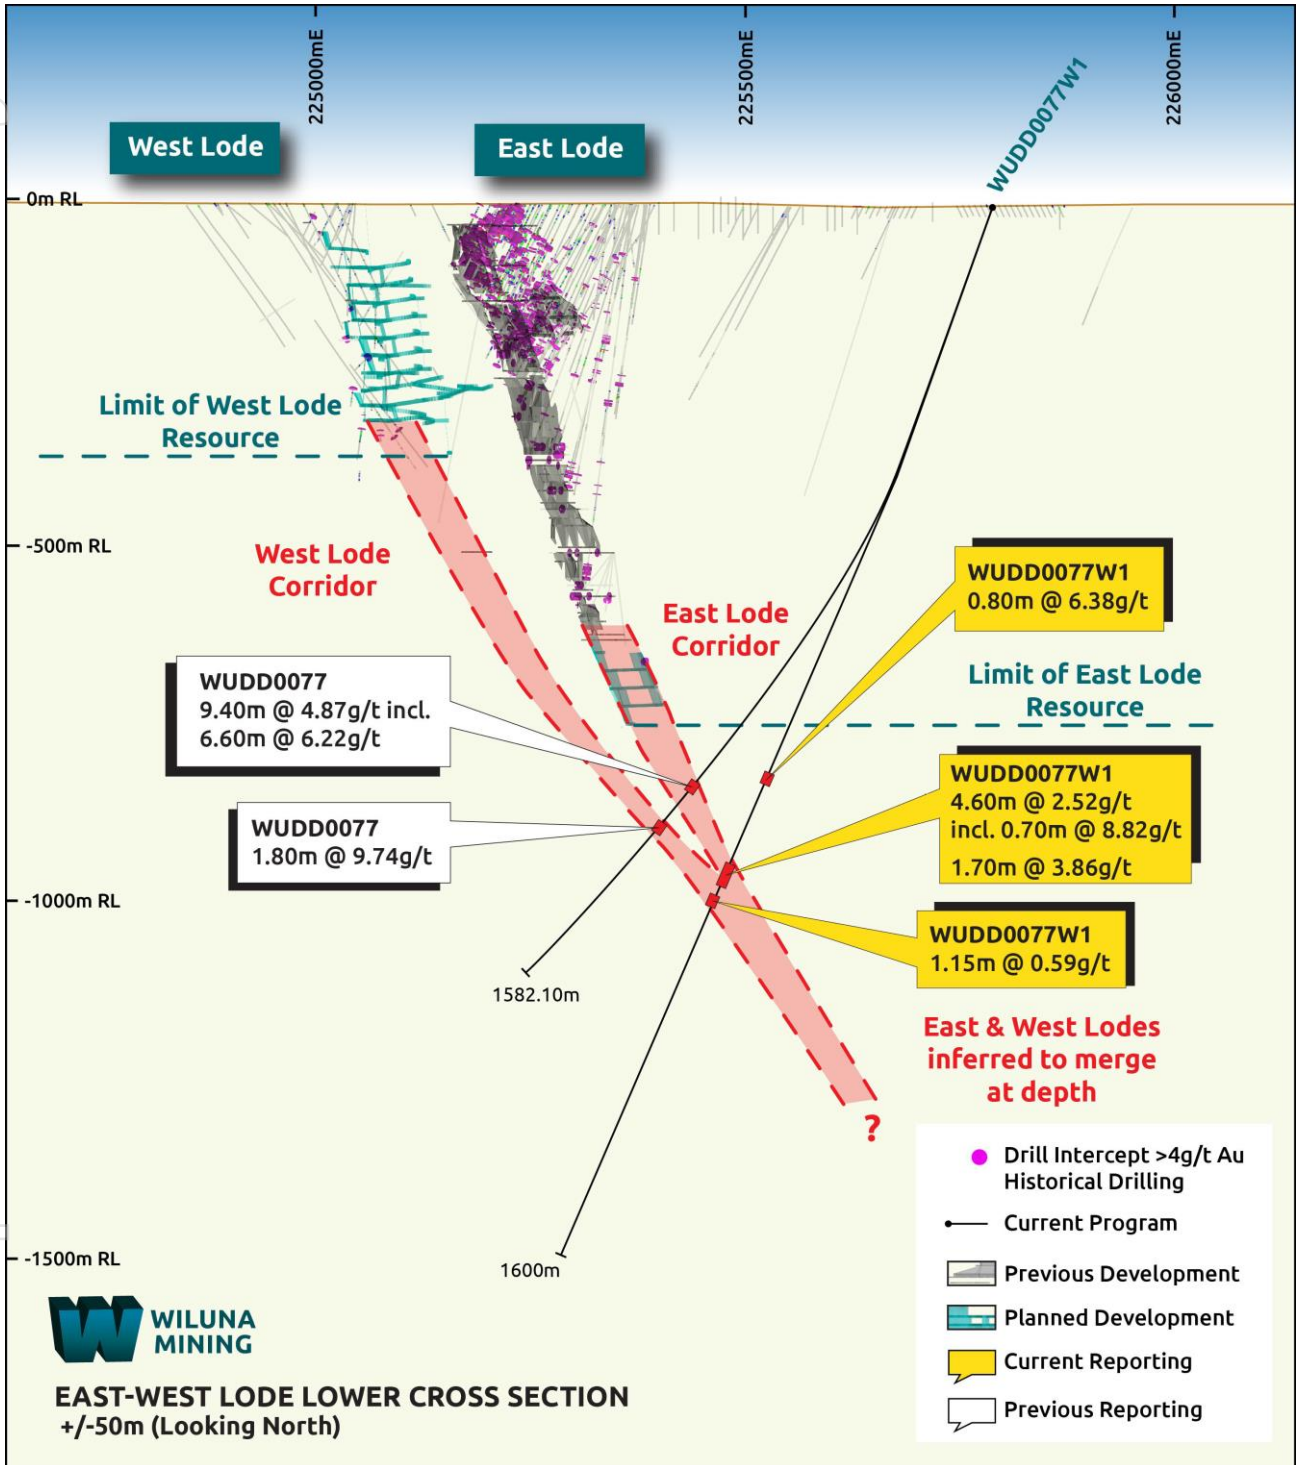 225000mE
225500mE
226000mE
WUDD0077W1
West Lode
East Lode
0m RL
Limit of West Lode
Resource
-500m RL
West Lode
Corridor
WUDD0077W1
0.80m @ 6.38g/t
East Lode
Corridor
WUDD0077
9.40m @ 4.87g/t incl.
6.60m @ 6.22g/t
Limit of East Lode
Resource
WUDD0077W1
4.60m @ 2.52g/t
incl. 0.70m @ 8.82g/t
1.70m @ 3.86g/t
WUDD0077
1.80m @ 9.74g/t
-1000m RL
WUDD0077W1
1.15m @ 0.59g/t
1582.10m
East & West Lodes
inferred to merge
at depth
?
Drill Intercept >4g/t Au
Historical Drilling
Current Program
-1500m RL
1600m
Previous Development
Planned Development
Current Reporting
Previous Reporting
W WILUNA
MINING
EAST-WEST LODE LOWER CROSS SECTION
+/-50m (Looking North)